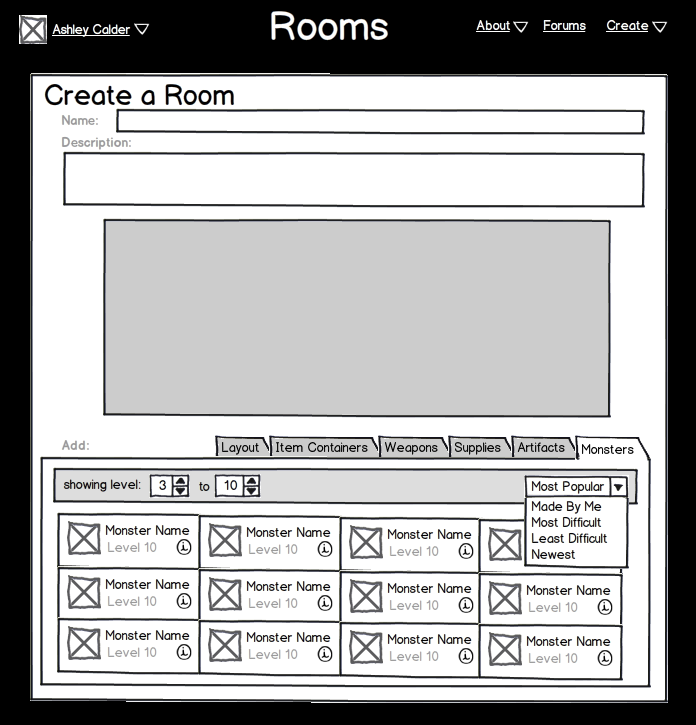 Ashley Calder
Rooms
About
Forums
Create
Create a Room
Name:
Description:
Add:
Layout
Item Containers
Weapons
Supplies
Artifacts
Monsters
showing level:
3
to
10
Most Popular
Made By Me
Most Difficult
Least Difficult
Newest
Monster Name
Level 10
i
Monster Name
Level 10
i
Monster Name
Level 10
i
Monster Name
Level 10
i
Monster Name
Level 10
i
Monster Name
Level 10
i
Monster Name
Level 10
i
Monster Name
Level 10
i
Monster Name
Level 10
i
Monster Name
Level 10
i
Monster Name
Level 10
i